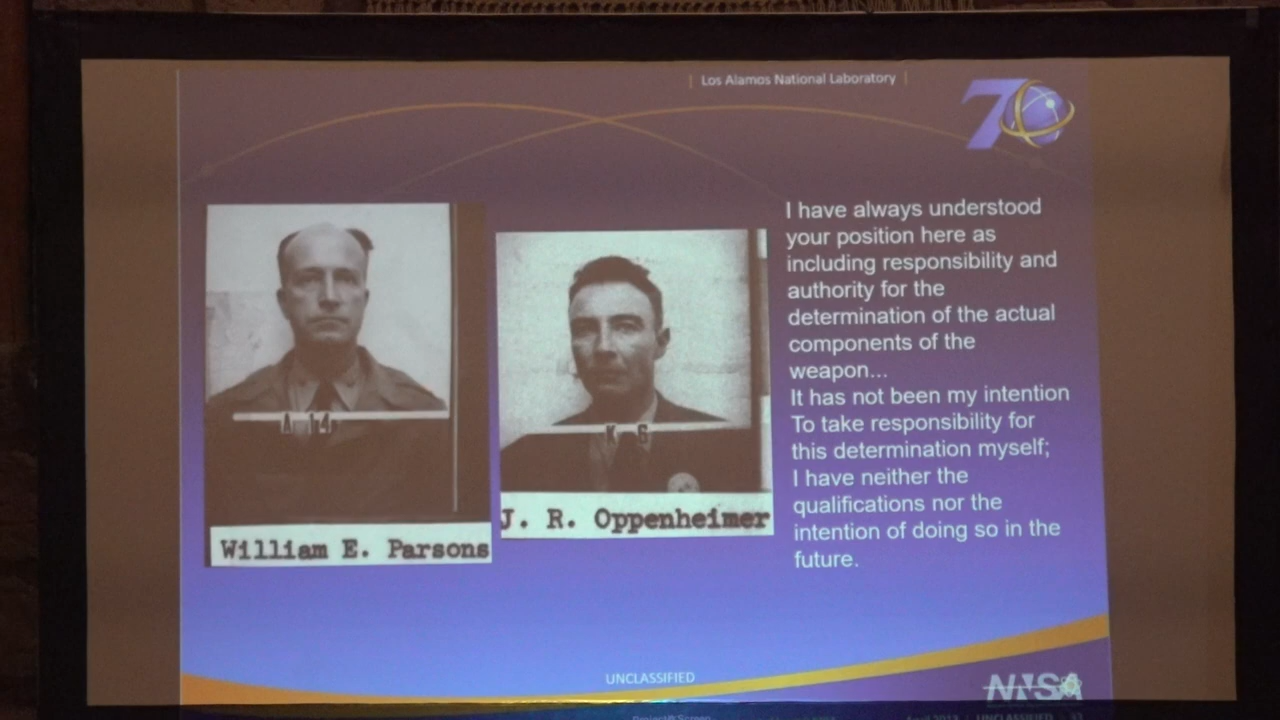 Los Alamos National Laboratory
70
I have always understood
your position here as
including responsibility and
authority for the
determination of the actual
components of the
weapon...
It has not been my intention
To take responsibility for
this determination myself;
I have neither the
qualifications nor the
intention of doing so in the
future.
A 14
K 6
William E. Parsons
J. R. Oppenheimer
UNCLASSIFIED
NNSA
UNCLASSIFIED